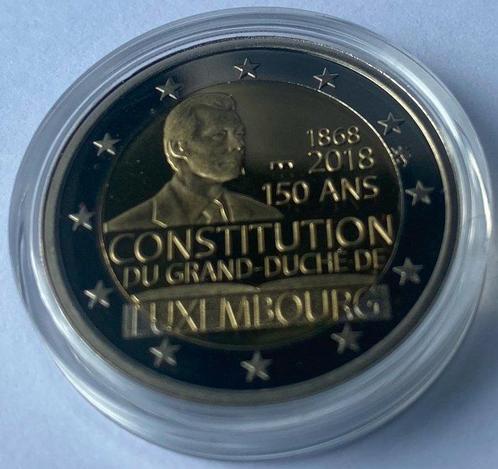 1868
2018
150 ANS
CONSTITUTION
DU GRAND-DUCHÉ DE
LUXEMBOURG